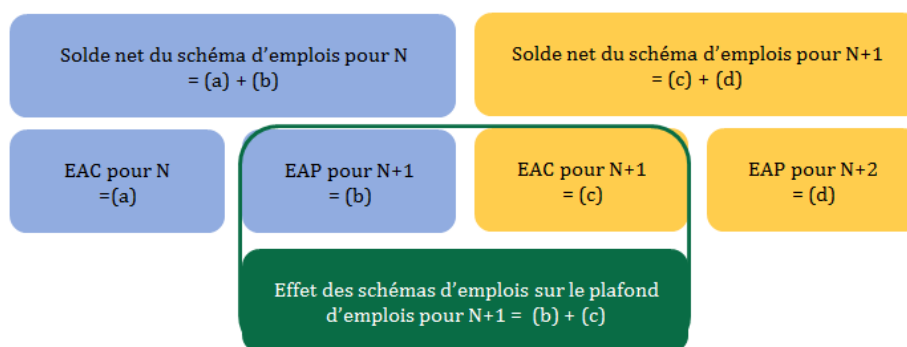 Solde net du schéma d'emplois pour N
= (a) + (b)
Solde net du schéma d'emplois pour N+1
= (c) + (d)
EAC pour N
=(a)
EAP pour N+1
= (b)
EAC pour N+1
= (c)
EAP pour N+2
= (d)
Effet des schémas d'emplois sur le plafond
d'emplois pour N+1 = (b) + (c)